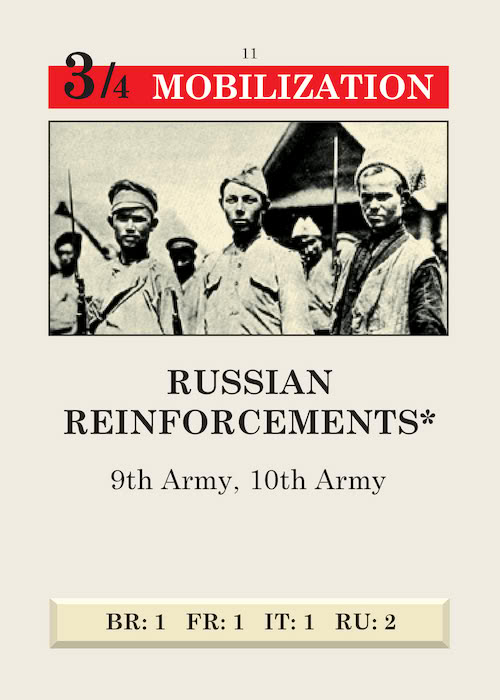 11
3/4 MOBILIZATION
RUSSIAN
REINFORCEMENTS*
9th Army, 10th Army
BR: 1 FR: 1 IT: 1 RU: 2